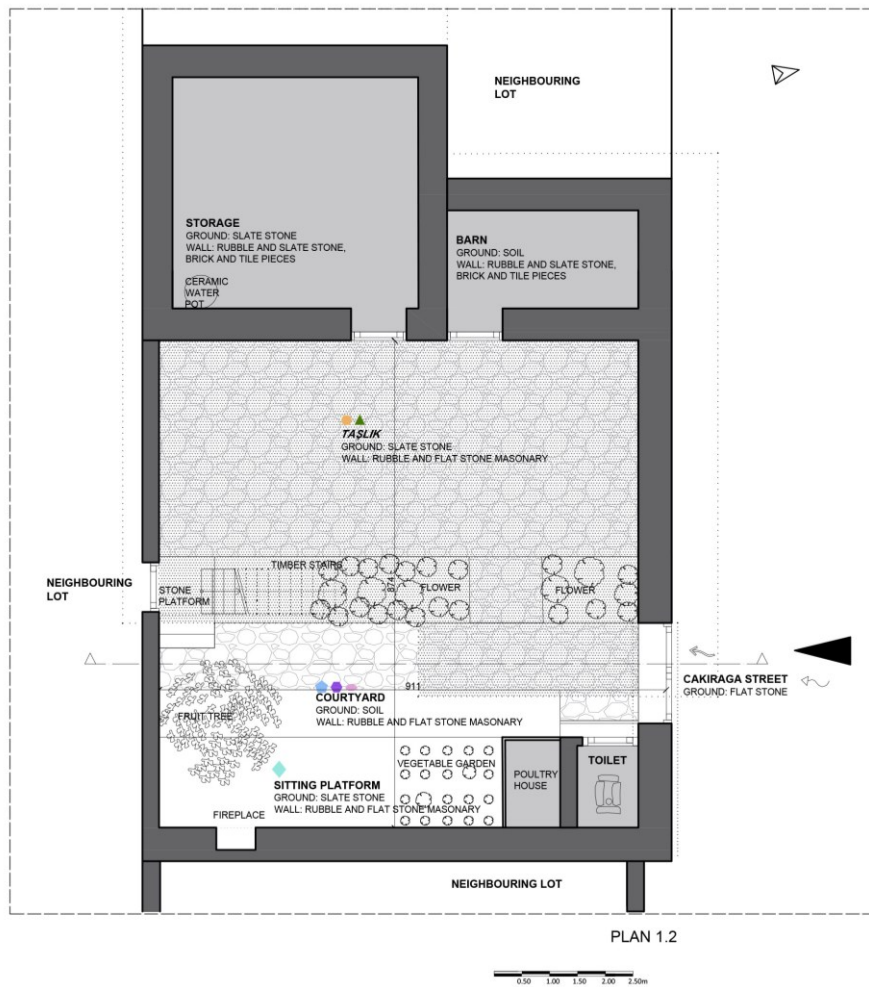 NEIGHBOURING
LOT
STORAGE
GROUND: SLATE STONE
WALL: RUBBLE AND SLATE STONE,
BRICK AND TILE PIECES
CERAMIC
WATER
POT
BARN
GROUND: SOIL
WALL: RUBBLE AND SLATE STONE,
BRICK AND TILE PIECES
TAŞLIK
GROUND: SLATE STONE
WALL: RUBBLE AND FLAT STONE MASONARY
NEIGHBOURING
LOT
TIMBER STAIRS
STONE
PLATFORM
874
FLOWER
FLOWER
CAKIRAGA STREET
GROUND: FLAT STONE
911
COURTYARD
GROUND: SOIL
WALL: RUBBLE AND FLAT STONE MASONARY
FRUIT TREE
SITTING PLATFORM
GROUND: SLATE STONE
WALL: RUBBLE AND FLAT STONE MASONARY
VEGETABLE GARDEN
POULTRY
HOUSE
TOILET
FIREPLACE
NEIGHBOURING LOT
PLAN 1.2
0.50 1.00 1.50 2.00 2.50m